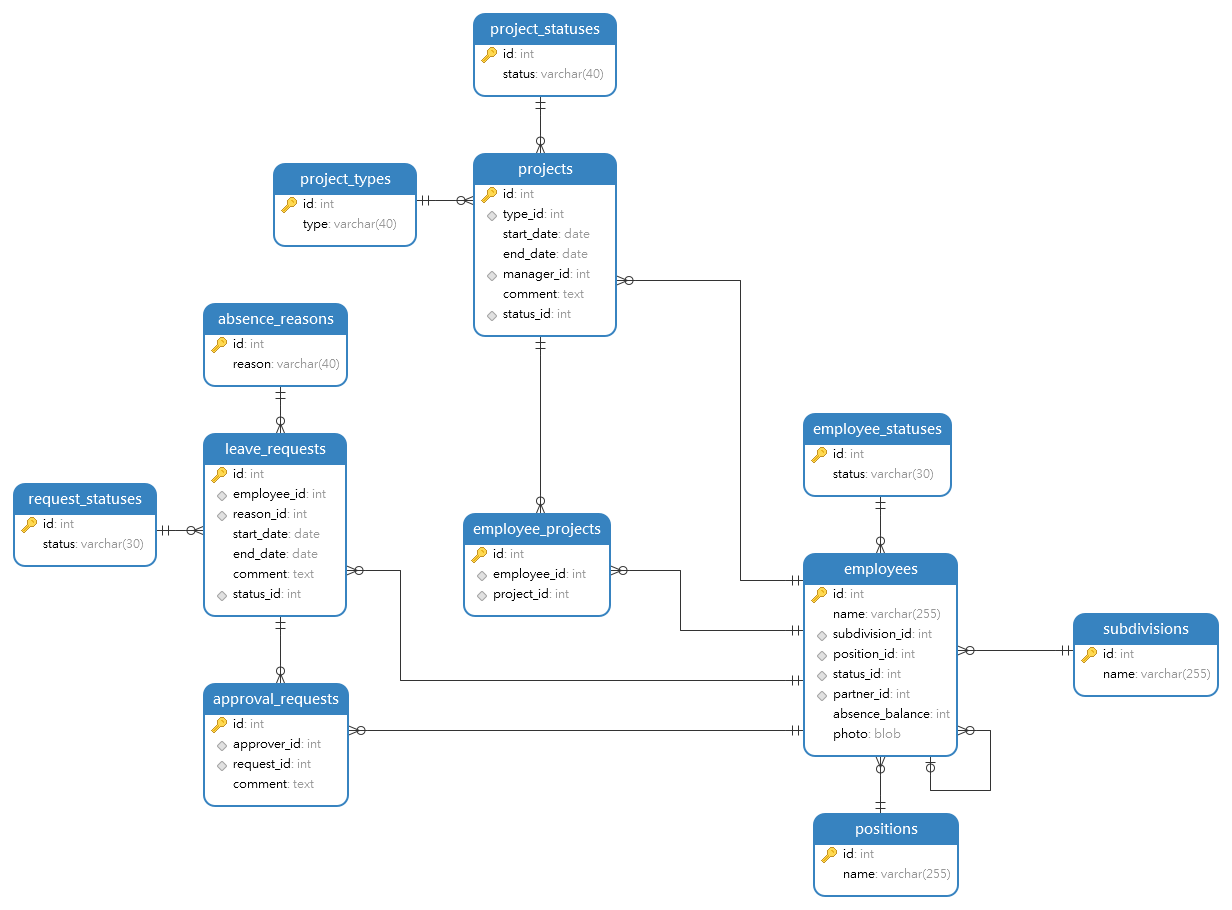 project_statuses
id: int
status: varchar(40)
project_types
id: int
type: varchar(40)
projects
id: int
type_id: int
start_date: date
end_date: date
manager_id: int
comment: text
status_id: int
absence_reasons
id: int
reason: varchar(40)
leave_requests
id: int
employee_id: int
reason_id: int
start_date: date
end_date: date
comment: text
status_id: int
request_statuses
id: int
status: varchar(30)
employee_projects
id: int
employee_id: int
project_id: int
employee_statuses
id: int
status: varchar(30)
employees
id: int
name: varchar(255)
subdivision_id: int
position_id: int
status_id: int
partner_id: int
absence_balance: int
photo: blob
subdivisions
id: int
name: varchar(255)
approval_requests
id: int
approver_id: int
request_id: int
comment: text
positions
id: int
name: varchar(255)